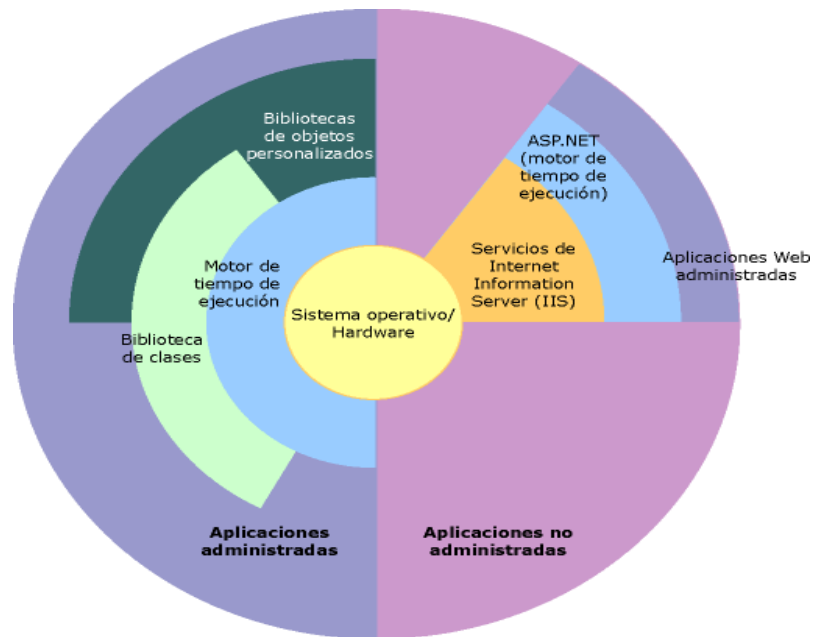 Bibliotecas
de objetos
personalizados
ASP.NET
(motor de
tiempo de
ejecución)
Motor de
tiempo de
ejecución
Servicios de
Internet
Information
Server (IIS)
Aplicaciones Web
administradas
Sistema operativo/
Hardware
Biblioteca
de clases
Aplicaciones
administradas
Aplicaciones no
administradas